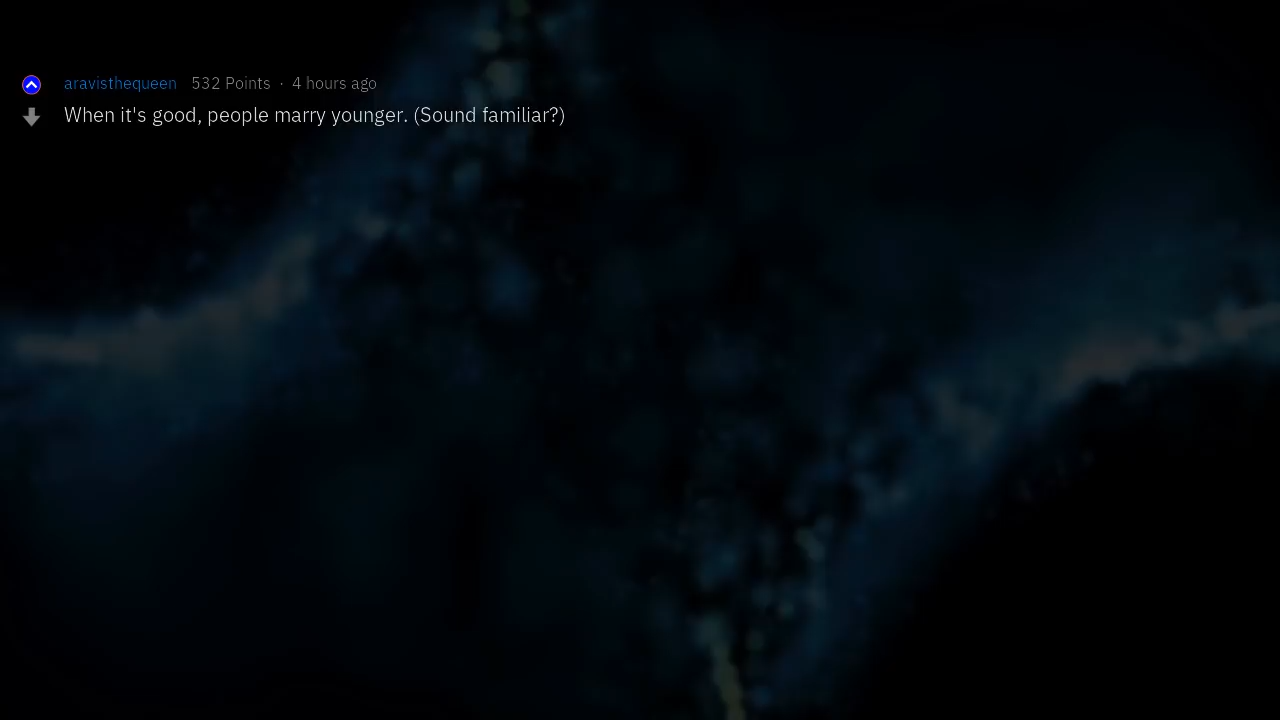 aravisthequeen 532 Points · 4 hours ago
When it's good, people marry younger. (Sound familiar?)